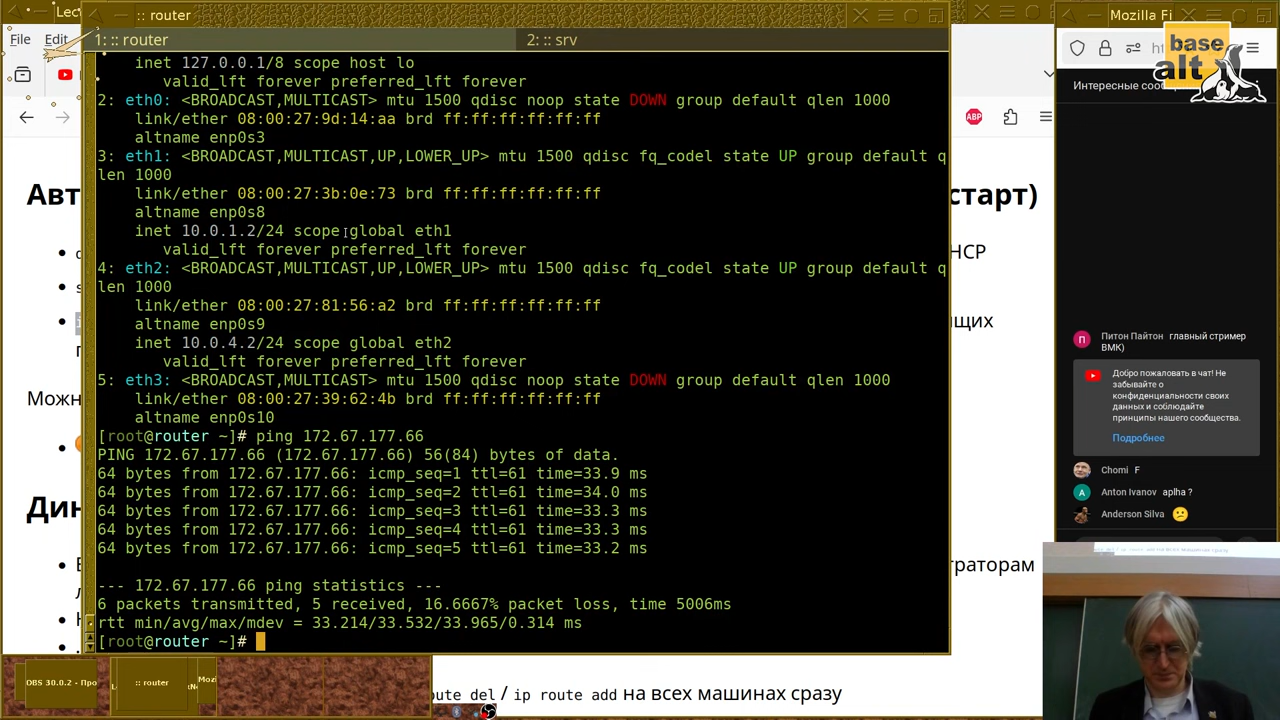 :: router
Mozilla Fi
base
alt
File Edit
1: :: router
2: :: srv
inet 127.0.0.1/8 scope host lo
valid_lft forever preferred_lft forever
2: eth0: <BROADCAST,MULTICAST> mtu 1500 qdisc noop state DOWN group default qlen 1000
link/ether 08:00:27:9d:14:aa brd ff:ff:ff:ff:ff:ff
altname enp0s3
3: eth1: <BROADCAST,MULTICAST,UP,LOWER_UP> mtu 1500 qdisc fq_codel state UP group default q
len 1000
link/ether 08:00:27:3b:0e:73 brd ff:ff:ff:ff:ff:ff
altname enp0s8
inet 10.0.1.2/24 scope global eth1
valid_lft forever preferred_lft forever
4: eth2: <BROADCAST,MULTICAST,UP,LOWER_UP> mtu 1500 qdisc fq_codel state UP group default q
len 1000
link/ether 08:00:27:81:56:a2 brd ff:ff:ff:ff:ff:ff
altname enp0s9
inet 10.0.4.2/24 scope global eth2
valid_lft forever preferred_lft forever
5: eth3: <BROADCAST,MULTICAST> mtu 1500 qdisc noop state DOWN group default qlen 1000
link/ether 08:00:27:39:62:4b brd ff:ff:ff:ff:ff:ff
altname enp0s10
[root@router ~]# ping 172.67.177.66
PING 172.67.177.66 (172.67.177.66) 56(84) bytes of data.
64 bytes from 172.67.177.66: icmp_seq=1 ttl=61 time=33.9 ms
64 bytes from 172.67.177.66: icmp_seq=2 ttl=61 time=34.0 ms
64 bytes from 172.67.177.66: icmp_seq=3 ttl=61 time=33.3 ms
64 bytes from 172.67.177.66: icmp_seq=4 ttl=61 time=33.3 ms
64 bytes from 172.67.177.66: icmp_seq=5 ttl=61 time=33.2 ms
--- 172.67.177.66 ping statistics ---
6 packets transmitted, 5 received, 16.6667% packet loss, time 5006ms
rtt min/avg/max/mdev = 33.214/33.532/33.965/0.314 ms
[root@router ~]#
Авт
старт)
НСР
щих
Можн
Дин
траторам
ABP
Интересные сооб
Питон Пайтон главный стример
ВМК)
Добро пожаловать в чат! Не
забывайте о
конфиденциальности своих
данных и соблюдайте
принципы нашего сообщества.
Подробнее
Chomi F
Anton Ivanov aplha ?
Anderson Silva
OBS 30.0.2 - Про
:: router
Mozi
oute del / ip route add на всех машинах сразу